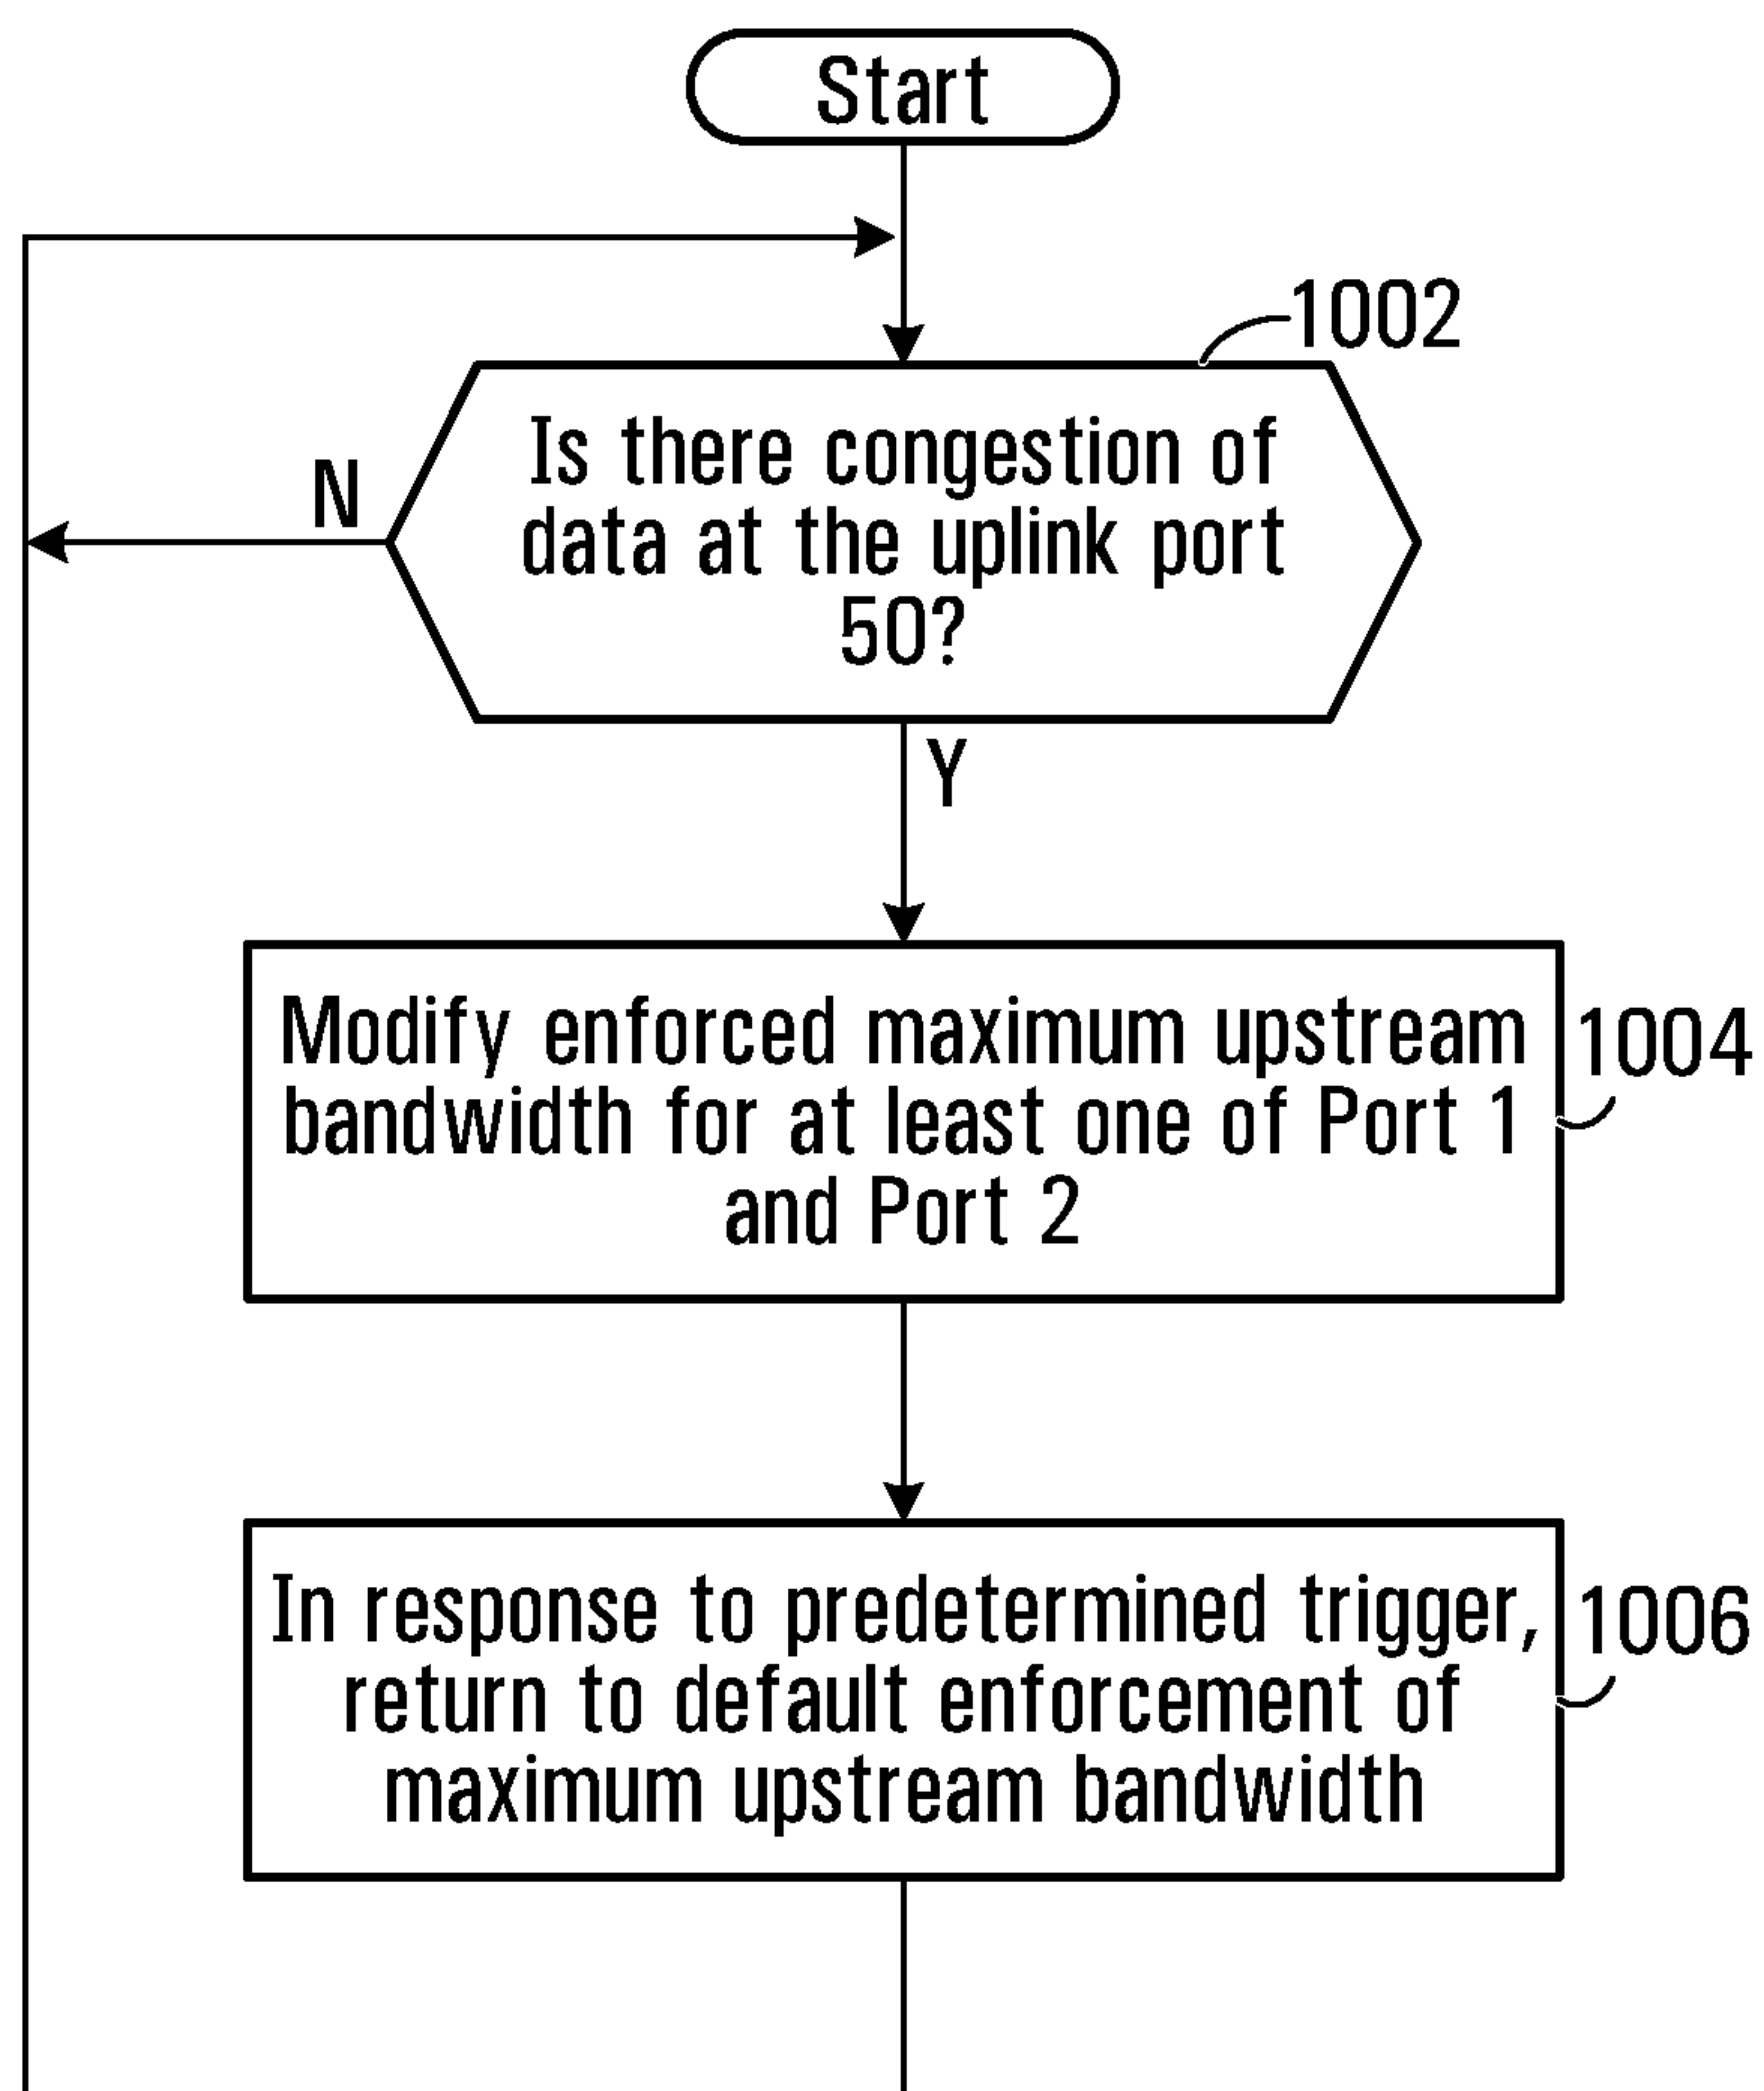 Start
1002
Is there congestion of
data at the uplink port
50?
N
Y
Modify enforced maximum upstream
bandwidth for at least one of Port 1
and Port 2
1004
In response to predetermined trigger,
return to default enforcement of
maximum upstream bandwidth
1006